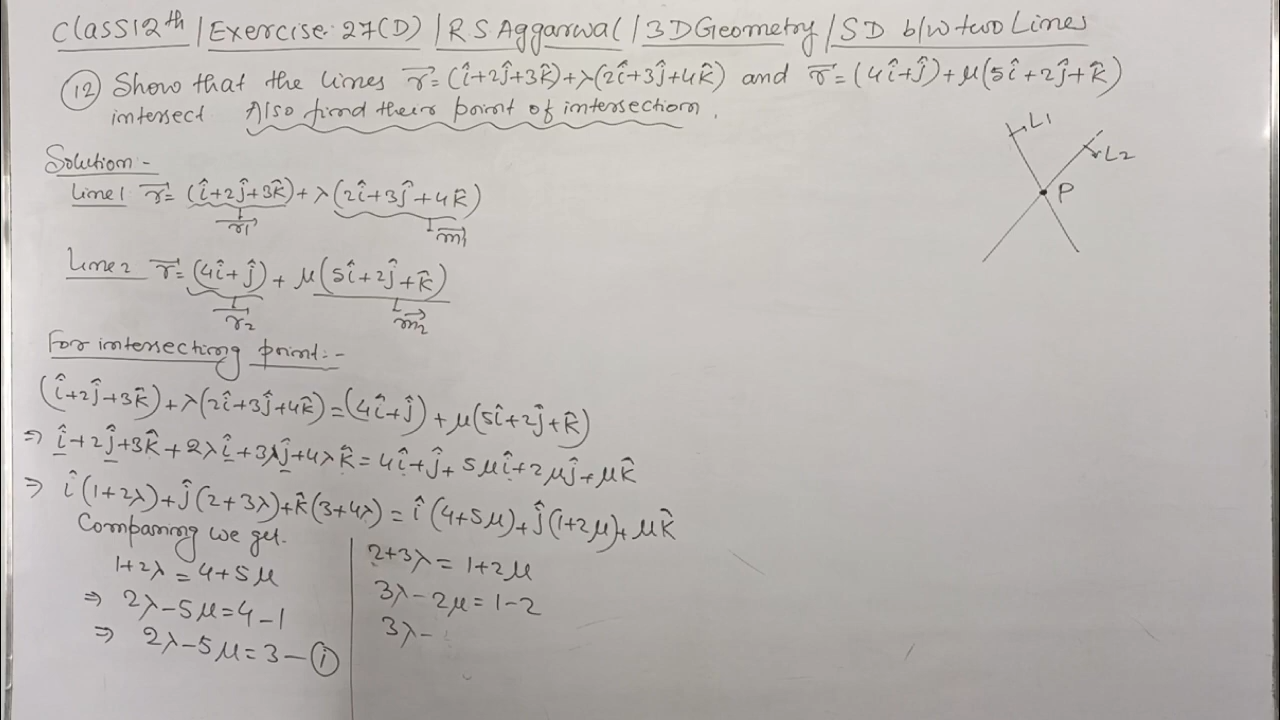 Class 12th / Exercise: 27(D) / R S Aggarwal / 3D Geometry / SD b/w two Lines
(12) Show that the lines r⃗=(î+2ĵ+3k̂)+λ(2î+3ĵ+4k̂) and r⃗=(4î+ĵ)+μ(5î+2ĵ+k̂)
intersect Also find their point of intersection.
L1
L2
P
Solution:-
Line1 r⃗=(î+2ĵ+3k̂)+λ(2î+3ĵ+4k̂)
r⃗1 m⃗1
Line2 r⃗=(4î+ĵ)+μ(5î+2ĵ+k̂)
r⃗2 m⃗2
For intersecting point:-
(î+2ĵ+3k̂)+λ(2î+3ĵ+4k̂)=(4î+ĵ)+μ(5î+2ĵ+k̂)
⇒ î+2ĵ+3k̂+2λî+3λĵ+4λk̂=4î+ĵ+5μî+2μĵ+μk̂
⇒ î(1+2λ)+ĵ(2+3λ)+k̂(3+4λ)=î(4+5μ)+ĵ(1+2μ)+μk̂
Comparing we get.
1+2λ=4+5μ
⇒ 2λ-5μ=4-1
⇒ 2λ-5μ=3-(i)
2+3λ=1+2μ
3λ-2μ=1-2
3λ-